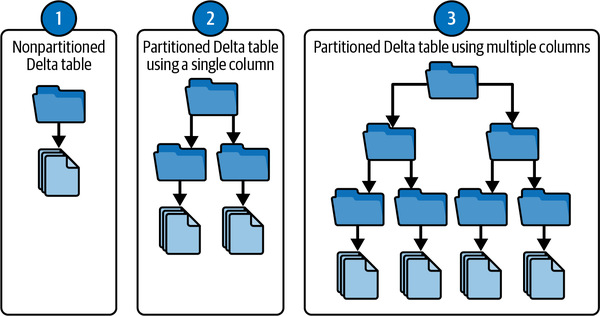 1
Nonpartitioned
Delta table
2
Partitioned Delta table
using a single column
3
Partitioned Delta table using multiple columns